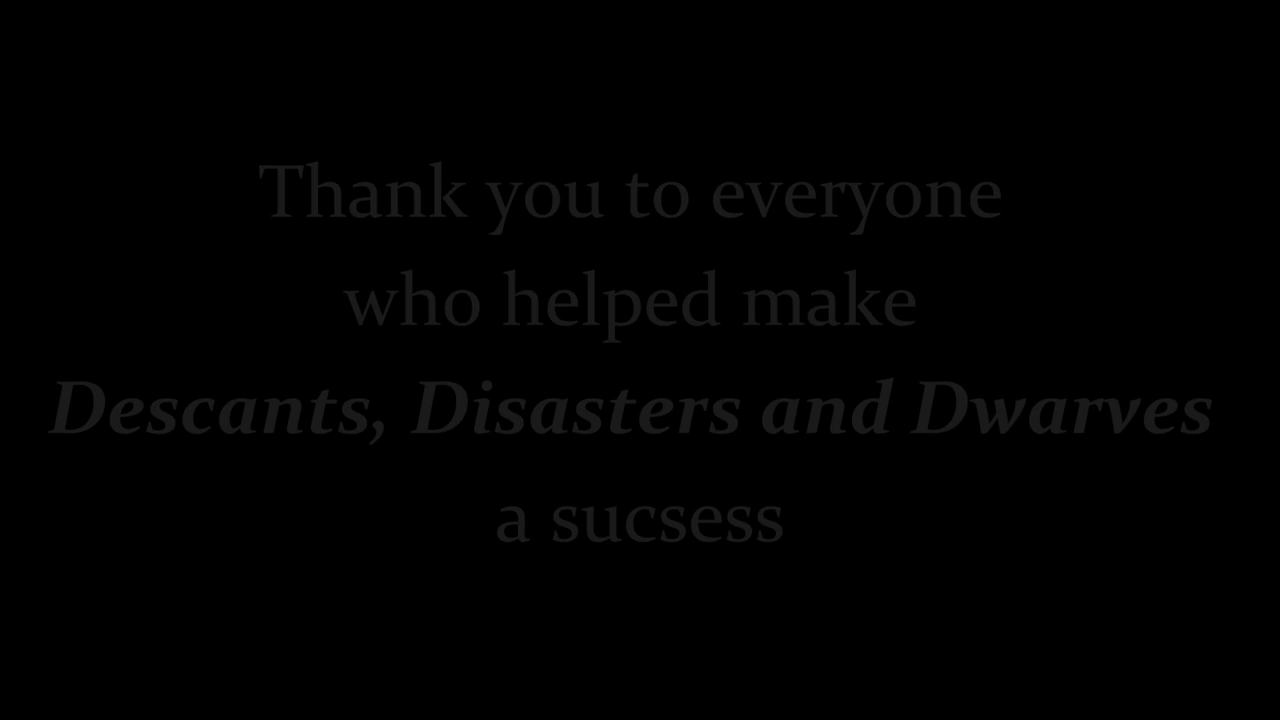 Thank you to everyone
who helped make
Descants, Disasters and Dwarves
a sucsess